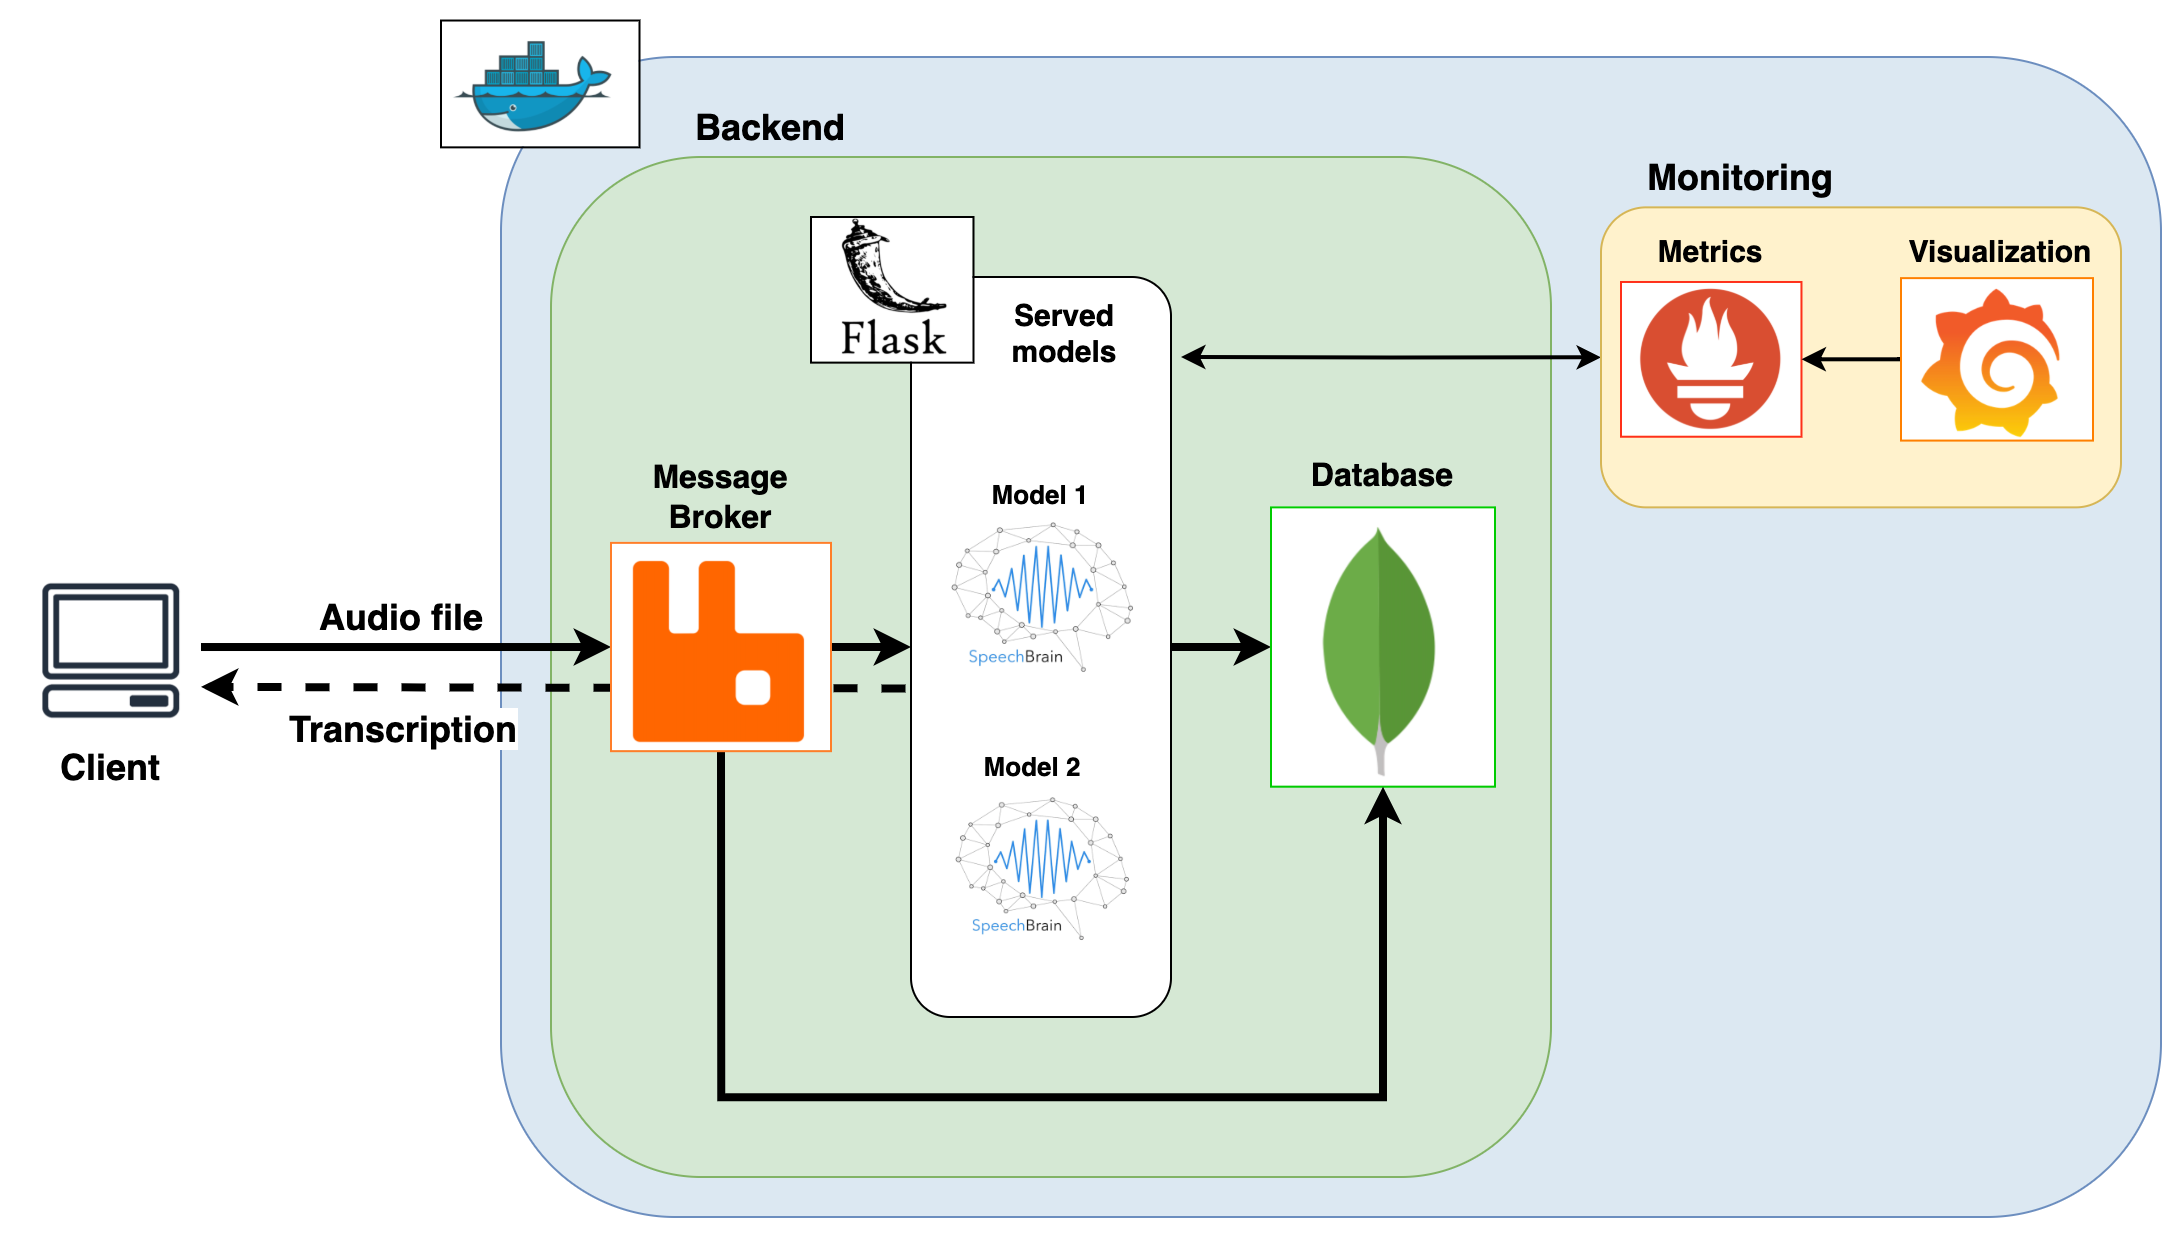 Backend
Monitoring
Metrics
Visualization
Flask
Served
models
Message
Broker
Model 1
SpeechBrain
Database
Audio file
Transcription
Client
Model 2
SpeechBrain